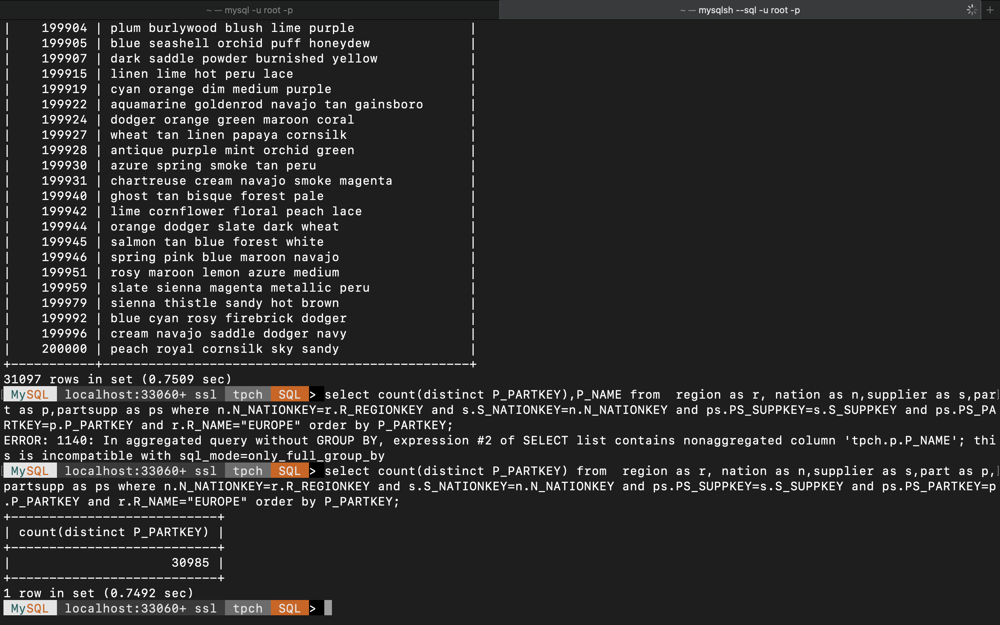 ~ — mysql -u root -p
~ — mysqlsh --sql -u root -p
+
| 199904 | plum burlywood blush lime purple |
| 199905 | blue seashell orchid puff honeydew |
| 199907 | dark saddle powder burnished yellow |
| 199915 | linen lime hot peru lace |
| 199919 | cyan orange dim medium purple |
| 199922 | aquamarine goldenrod navajo tan gainsboro |
| 199924 | dodger orange green maroon coral |
| 199927 | wheat tan linen papaya cornsilk |
| 199928 | antique purple mint orchid green |
| 199930 | azure spring smoke tan peru |
| 199931 | chartreuse cream navajo smoke magenta |
| 199940 | ghost tan bisque forest pale |
| 199942 | lime cornflower floral peach lace |
| 199944 | orange dodger slate dark wheat |
| 199945 | salmon tan blue forest white |
| 199946 | spring pink blue maroon navajo |
| 199951 | rosy maroon lemon azure medium |
| 199959 | slate sienna magenta metallic peru |
| 199979 | sienna thistle sandy hot brown |
| 199992 | blue cyan rosy firebrick dodger |
| 199996 | cream navajo saddle dodger navy |
| 200000 | peach royal cornsilk sky sandy |
+-----------+------------------------------------------------+
31097 rows in set (0.7509 sec)
[ MySQL localhost:33060+ ssl tpch SQL > select count(distinct P_PARTKEY),P_NAME from  region as r, nation as n,supplier as s,par]
t as p,partsupp as ps where n.N_NATIONKEY=r.R_REGIONKEY and s.S_NATIONKEY=n.N_NATIONKEY and ps.PS_SUPPKEY=s.S_SUPPKEY and ps.PS_PA
RTKEY=p.P_PARTKEY and r.R_NAME="EUROPE" order by P_PARTKEY;
ERROR: 1140: In aggregated query without GROUP BY, expression #2 of SELECT list contains nonaggregated column 'tpch.p.P_NAME'; thi
s is incompatible with sql_mode=only_full_group_by
[ MySQL localhost:33060+ ssl tpch SQL > select count(distinct P_PARTKEY) from  region as r, nation as n,supplier as s,part as p,]
partsupp as ps where n.N_NATIONKEY=r.R_REGIONKEY and s.S_NATIONKEY=n.N_NATIONKEY and ps.PS_SUPPKEY=s.S_SUPPKEY and ps.PS_PARTKEY=p
.P_PARTKEY and r.R_NAME="EUROPE" order by P_PARTKEY;
+---------------------------+
| count(distinct P_PARTKEY) |
+---------------------------+
| 30985 |
+---------------------------+
1 row in set (0.7492 sec)
MySQL localhost:33060+ ssl tpch SQL >